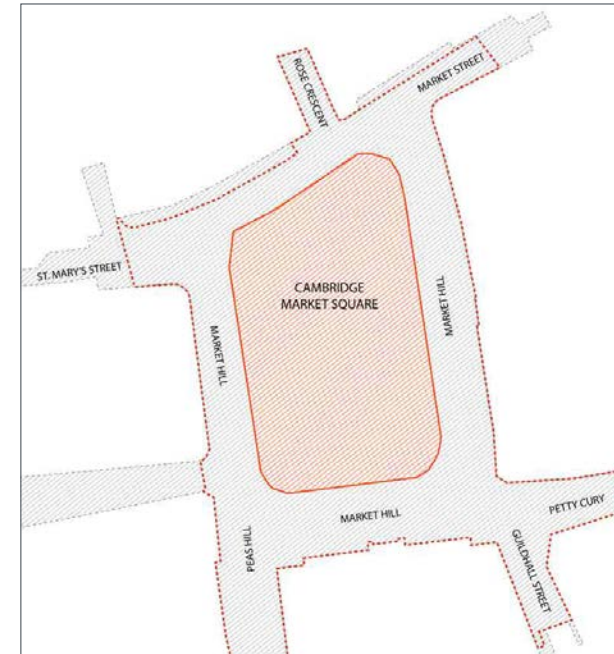 ROSE CRESCENT
MARKET STREET
ST. MARY'S STREET
CAMBRIDGE
MARKET SQUARE
MARKET HILL
MARKET HILL
MARKET HILL
PETTY CURY
PEAS HILL
GUILDHALL STREET